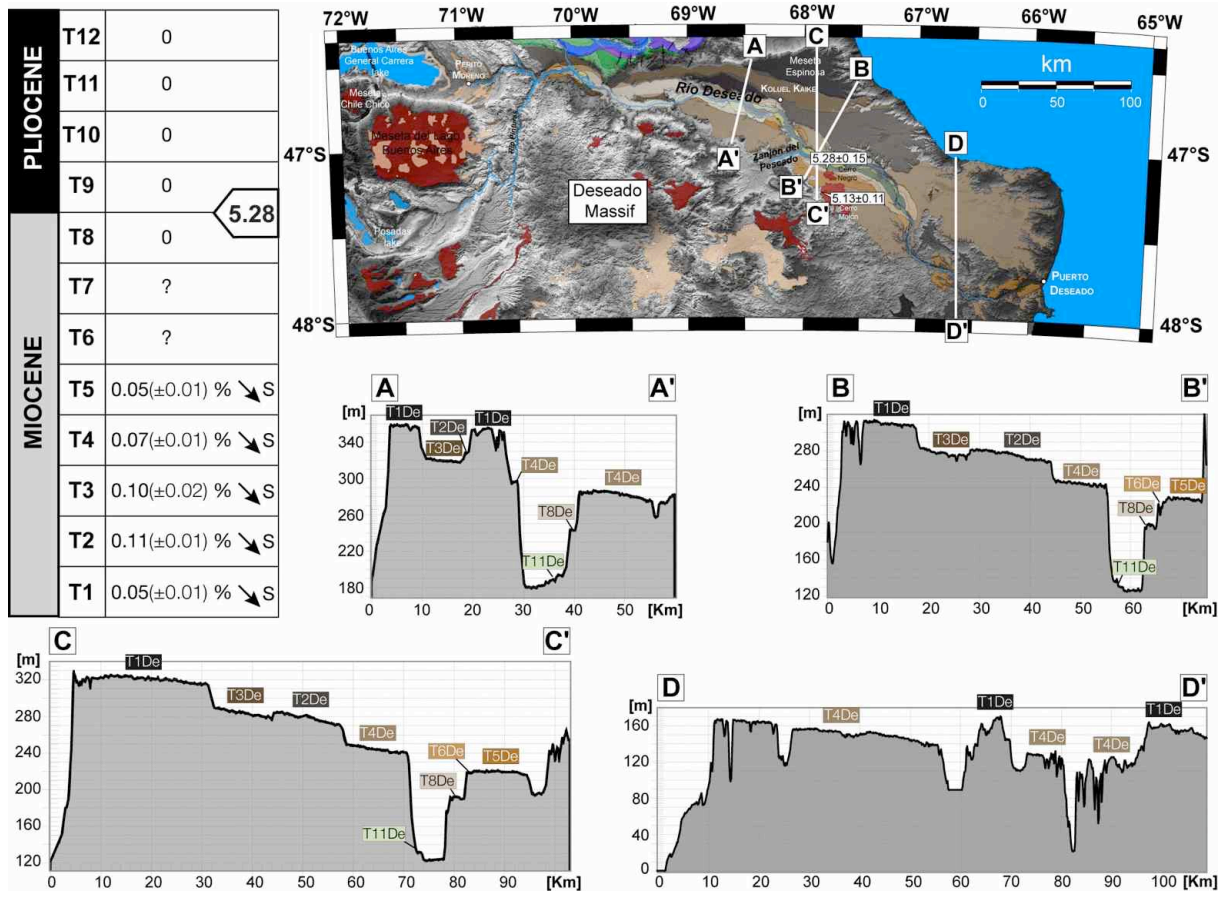 PLIOCENE
MIOCENE
T12 0
T11 0
T10 0
T9 0
5.28
T8 0
T7 ?
T6 ?
T5 0.05(±0.01) % ↘ S
T4 0.07(±0.01) % ↘ S
T3 0.10(±0.02) % ↘ S
T2 0.11(±0.01) % ↘ S
T1 0.05(±0.01) % ↘ S
72°W 71°W 70°W 69°W 68°W 67°W 66°W 65°W
47°S 47°S
48°S 48°S
Buenos Aires
General Carrera
lake
PERITO
MORENO
Meseta
Chile Chico
Meseta del Lago
Buenos Aires
Río Pinturas
Posadas
lake
Deseado
Massif
Río Deseado
KOLUEL KAIKE
Meseta
Espinosa
Zanjón del
Pescado
5.28±0.15
Cerro
Negro
5.13±0.11
Cerro
Mojón
PUERTO
DESEADO
km
0 50 100
A
A'
B
B'
C
C'
D
D'
A A'
[m]
340
300
260
220
180
T1De
T2De
T3De
T1De
T4De
T8De
T11De
T4De
0 10 20 30 40 50 [Km]
B B'
[m]
280
240
200
160
120
T1De
T3De
T2De
T4De
T6De
T5De
T8De
T11De
0 10 20 30 40 50 60 [Km]
C C'
[m]
320
280
240
200
160
120
T1De
T3De
T2De
T4De
T6De
T5De
T8De
T11De
0 10 20 30 40 50 60 70 80 90 [Km]
D D'
[m]
160
120
80
40
0
T4De
T1De
T4De
T4De
T1De
0 10 20 30 40 50 60 70 80 90 100 [Km]